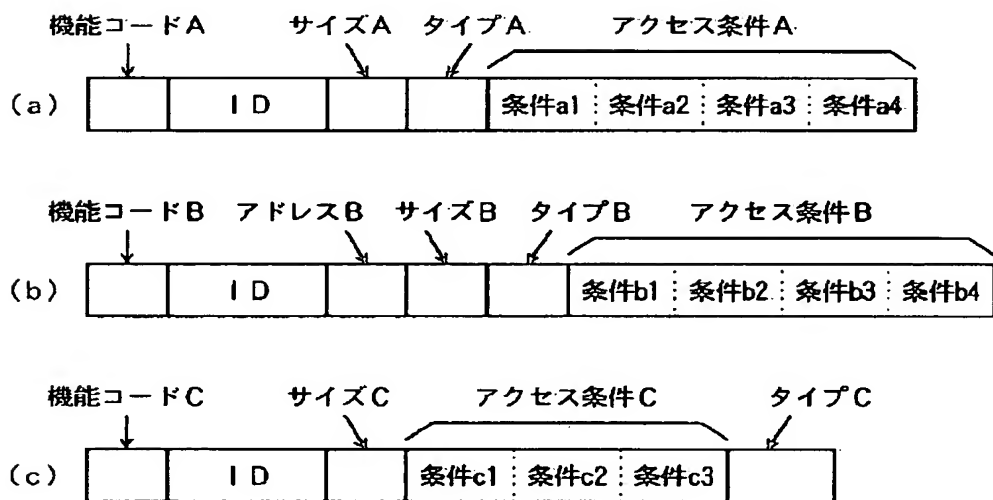 機能コードA サイズA タイプA アクセス条件A
(a) ID 条件a1 条件a2 条件a3 条件a4
機能コードB アドレスB サイズB タイプB アクセス条件B
(b) ID 条件b1 条件b2 条件b3 条件b4
機能コードC サイズC アクセス条件C タイプC
(c) ID 条件c1 条件c2 条件c3